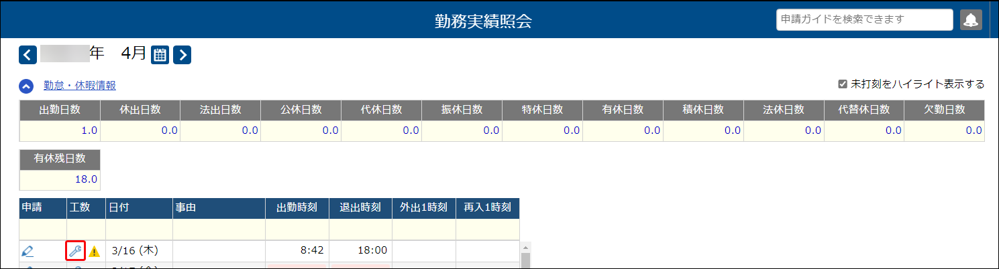 勤務実績照会
申請ガイドを検索できます
年 4月
勤怠・休暇情報
未打刻をハイライト表示する
出勤日数 休出日数 法出日数 公休日数 代休日数 振休日数 特休日数 有休日数 積休日数 法休日数 代替休日数 欠勤日数
1.0 0.0 0.0 0.0 0.0 0.0 0.0 0.0 0.0 0.0 0.0 0.0
有休残日数
18.0
申請 工数 日付 事由 出勤時刻 退出時刻 外出1時刻 再入1時刻
3/16 (木) 8:42 18:00